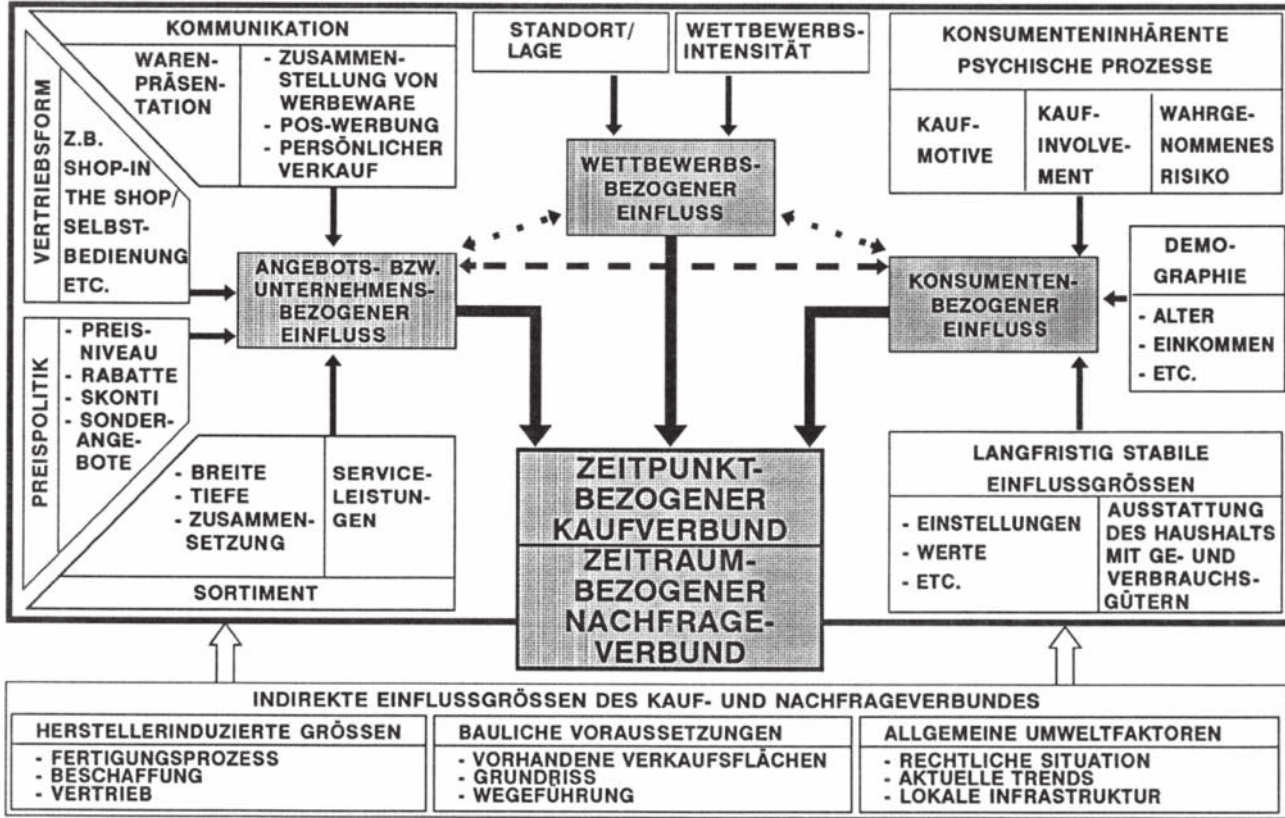 KOMMUNIKATION
WAREN-
PRÄSEN-
TATION
- ZUSAMMEN-
STELLUNG VON
WERBEWARE
- POS-WERBUNG
- PERSÖNLICHER
VERKAUF
VERTRIEBSFORM
Z.B.
SHOP-IN
THE SHOP/
SELBST-
BEDIENUNG
ETC.
PREISPOLITIK
- PREIS-
NIVEAU
- RABATTE
- SKONTI
- SONDER-
ANGE-
BOTE
- BREITE
- TIEFE
- ZUSAMMEN-
SETZUNG
SERVICE-
LEISTUN-
GEN
SORTIMENT
ANGEBOTS- BZW.
UNTERNEHMENS-
BEZOGENER
EINFLUSS
STANDORT/
LAGE
WETTBEWERBS-
INTENSITÄT
WETTBEWERBS-
BEZOGENER
EINFLUSS
KONSUMENTENINHÄRENTE
PSYCHISCHE PROZESSE
KAUF-
MOTIVE
KAUF-
INVOLVE-
MENT
WAHRGE-
NOMMENES
RISIKO
KONSUMENTEN-
BEZOGENER
EINFLUSS
DEMO-
GRAPHIE
- ALTER
- EINKOMMEN
- ETC.
LANGFRISTIG STABILE
EINFLUSSGRÖSSEN
- EINSTELLUNGEN
- WERTE
- ETC.
AUSSTATTUNG
DES HAUSHALTS
MIT GE- UND
VERBRAUCHS-
GÜTERN
ZEITPUNKT-
BEZOGENER
KAUFVERBUND
ZEITRAUM-
BEZOGENER
NACHFRAGE-
VERBUND
INDIREKTE EINFLUSSGRÖSSEN DES KAUF- UND NACHFRAGEVERBUNDES
HERSTELLERINDUZIERTE GRÖSSEN
- FERTIGUNGSPROZESS
- BESCHAFFUNG
- VERTRIEB
BAULICHE VORAUSSETZUNGEN
- VORHANDENE VERKAUFSFLÄCHEN
- GRUNDRISS
- WEGEFÜHRUNG
ALLGEMEINE UMWELTFAKTOREN
- RECHTLICHE SITUATION
- AKTUELLE TRENDS
- LOKALE INFRASTRUKTUR